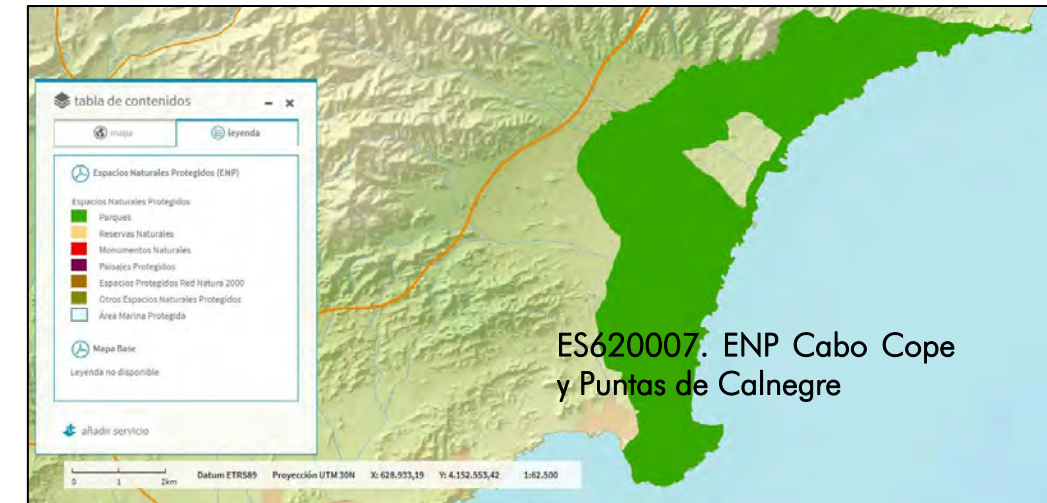 tabla de contenidos
mapa leyenda
Espacios Naturales Protegidos (ENP)
Espacios Naturales Protegidos
Parques
Reservas Naturales
Monumentos Naturales
Paisajes Protegidos
Espacios Protegidos Red Natura 2000
Otros Espacios Naturales Protegidos
Área Marina Protegida
Mapa Base
Leyenda no disponible
añadir servicio
ES620007. ENP Cabo Cope
y Puntas de Calnegre
0 1 2km Datum ETRS89 Proyección UTM 30N X: 628.933,19 Y: 4.152.553,42 1:62.500